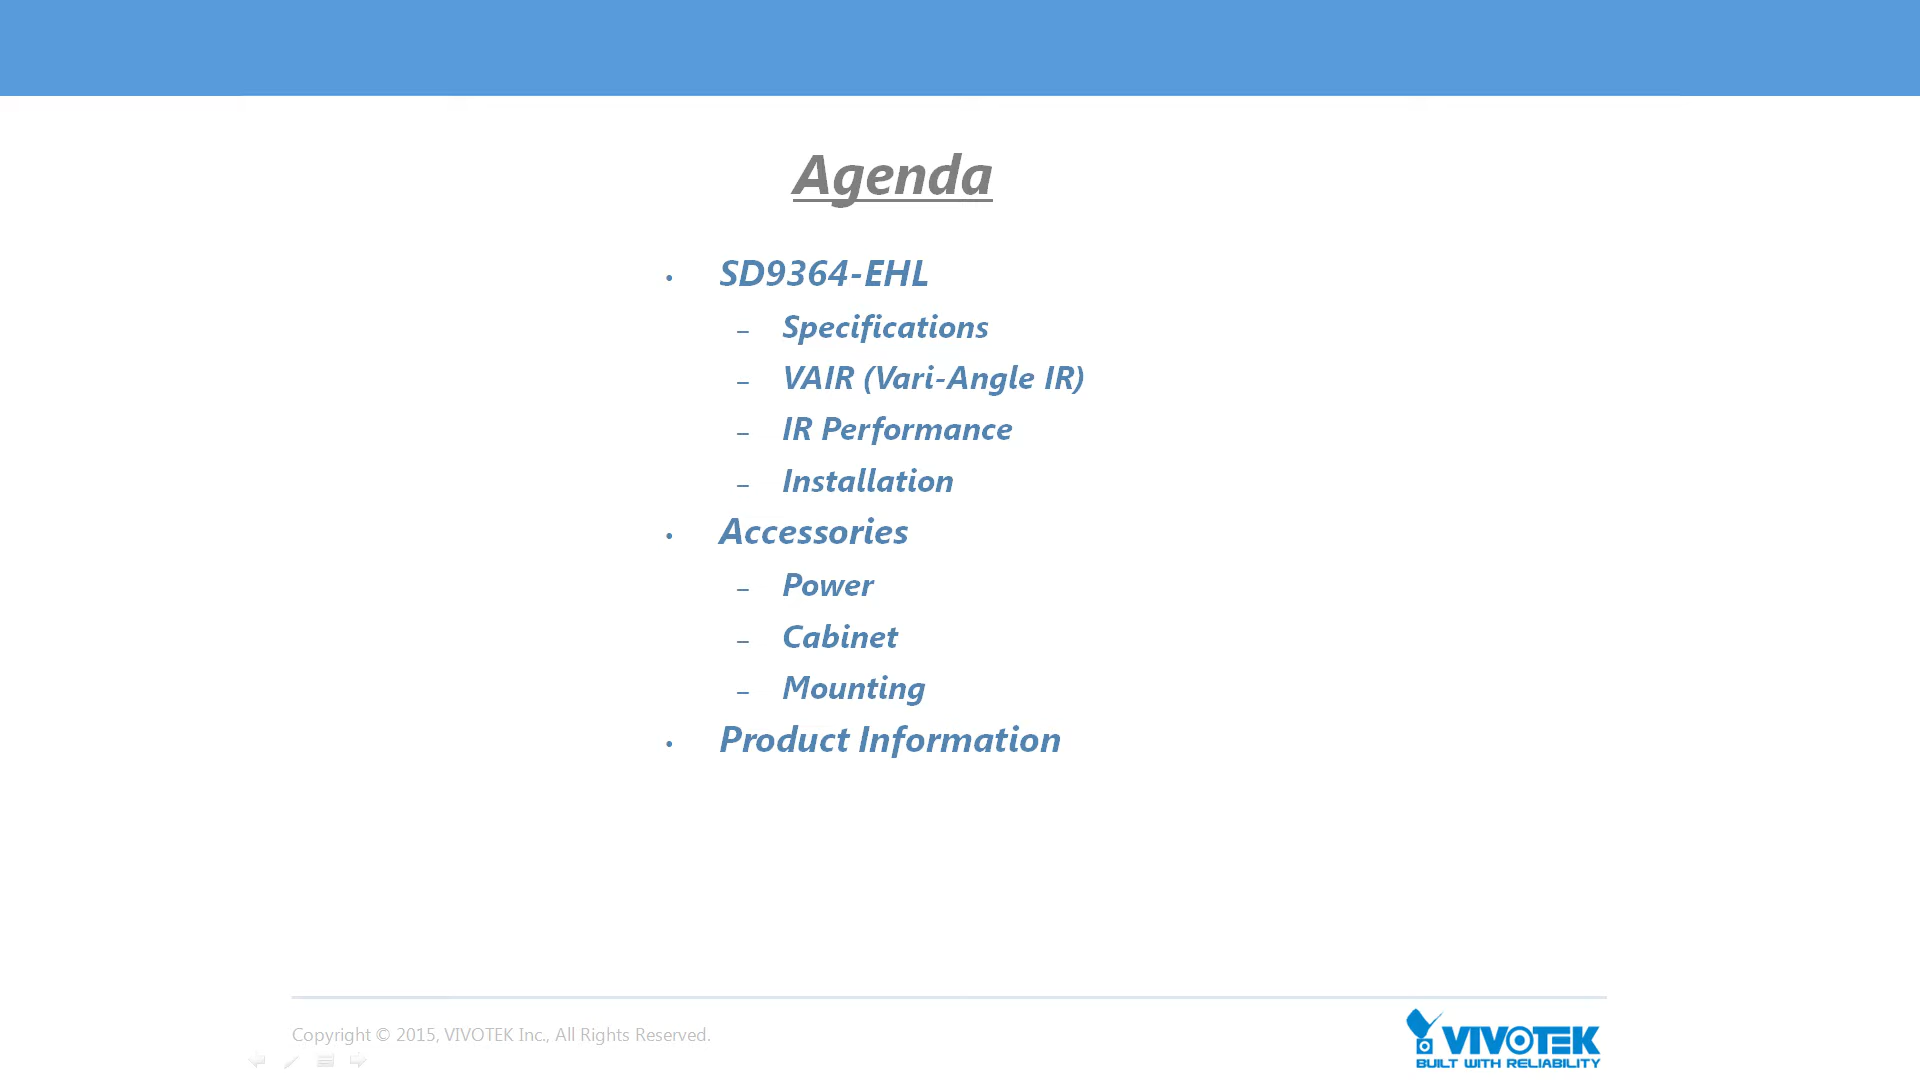 Agenda
• SD9364-EHL
– Specifications
– VAIR (Vari-Angle IR)
– IR Performance
– Installation
• Accessories
– Power
– Cabinet
– Mounting
• Product Information
Copyright © 2015, VIVOTEK Inc., All Rights Reserved.
VIVOTEK
BUILT WITH RELIABILITY